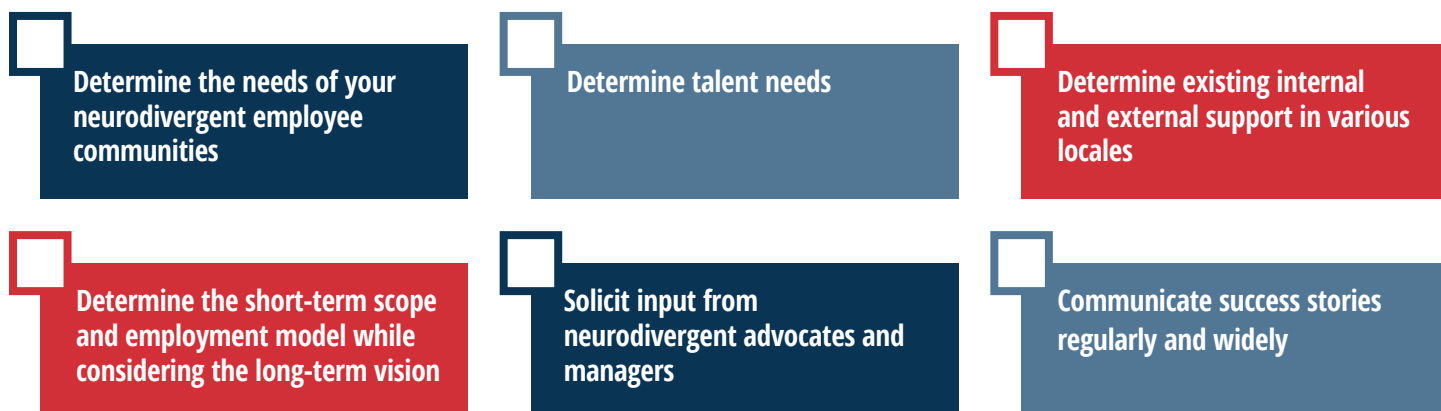 Determine the needs of your
neurodivergent employee
communities
Determine talent needs
Determine existing internal
and external support in various
locales
Determine the short-term scope
and employment model while
considering the long-term vision
Solicit input from
neurodivergent advocates and
managers
Communicate success stories
regularly and widely